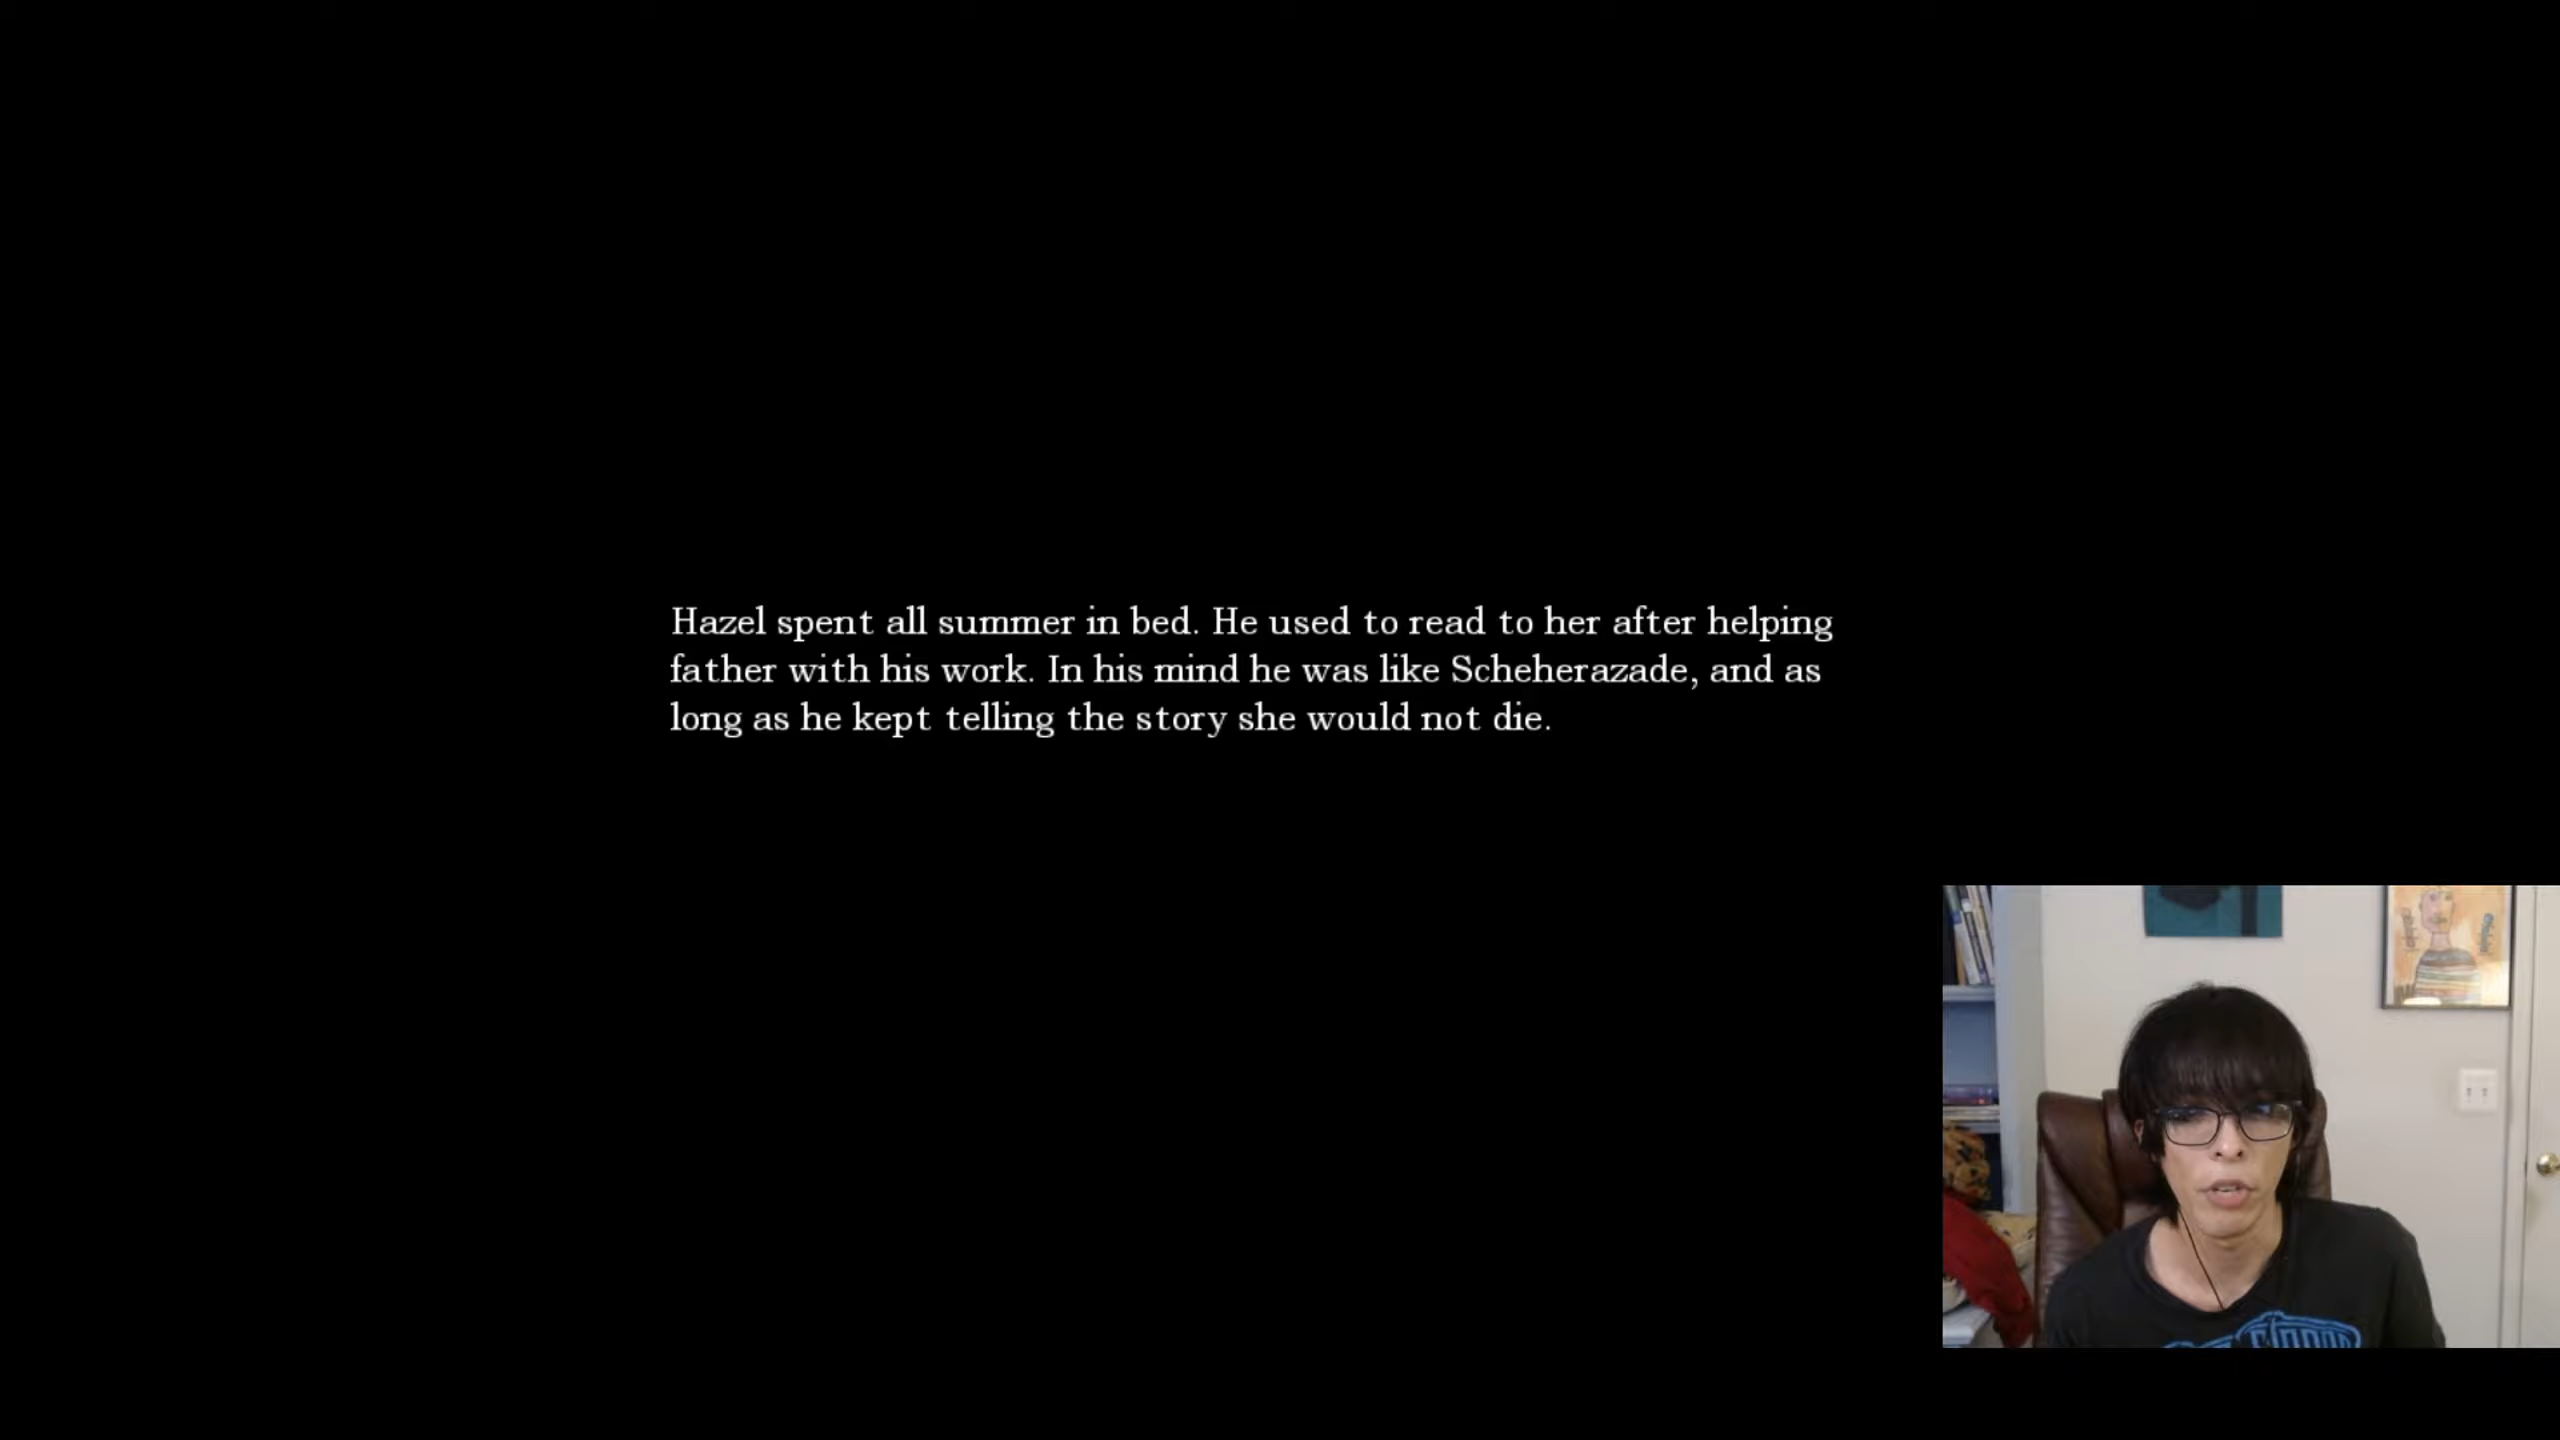 Hazel spent all summer in bed. He used to read to her after helping
father with his work. In his mind he was like Scheherazade, and as
long as he kept telling the story she would not die.